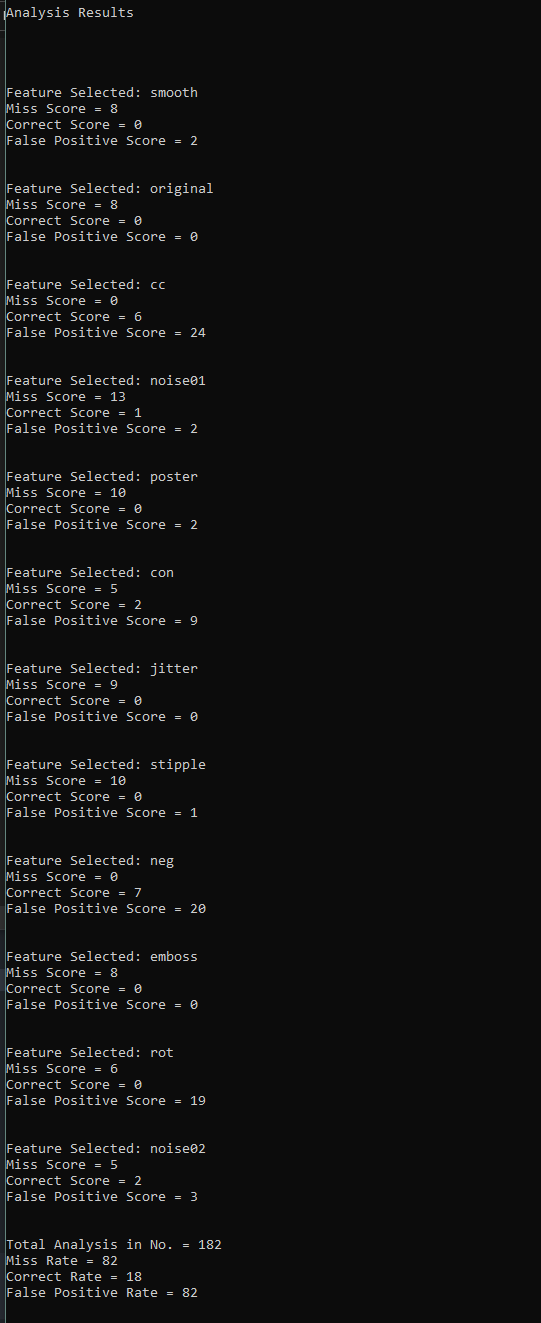 Analysis Results
Feature Selected: smooth
Miss Score = 8
Correct Score = 0
False Positive Score = 2
Feature Selected: original
Miss Score = 8
Correct Score = 0
False Positive Score = 0
Feature Selected: cc
Miss Score = 0
Correct Score = 6
False Positive Score = 24
Feature Selected: noise01
Miss Score = 13
Correct Score = 1
False Positive Score = 2
Feature Selected: poster
Miss Score = 10
Correct Score = 0
False Positive Score = 2
Feature Selected: con
Miss Score = 5
Correct Score = 2
False Positive Score = 9
Feature Selected: jitter
Miss Score = 9
Correct Score = 0
False Positive Score = 0
Feature Selected: stipple
Miss Score = 10
Correct Score = 0
False Positive Score = 1
Feature Selected: neg
Miss Score = 0
Correct Score = 7
False Positive Score = 20
Feature Selected: emboss
Miss Score = 8
Correct Score = 0
False Positive Score = 0
Feature Selected: rot
Miss Score = 6
Correct Score = 0
False Positive Score = 19
Feature Selected: noise02
Miss Score = 5
Correct Score = 2
False Positive Score = 3
Total Analysis in No. = 182
Miss Rate = 82
Correct Rate = 18
False Positive Rate = 82